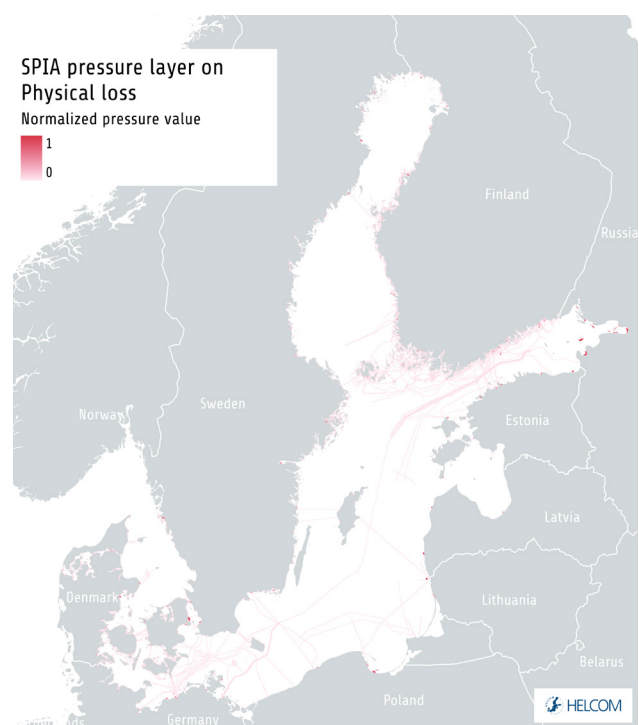 SPIA pressure layer on
Physical loss
Normalized pressure value
1
0
Finland
Russia
Norway
Sweden
Estonia
Latvia
Denmark
Lithuania
Belarus
Poland
Germany
HELCOM